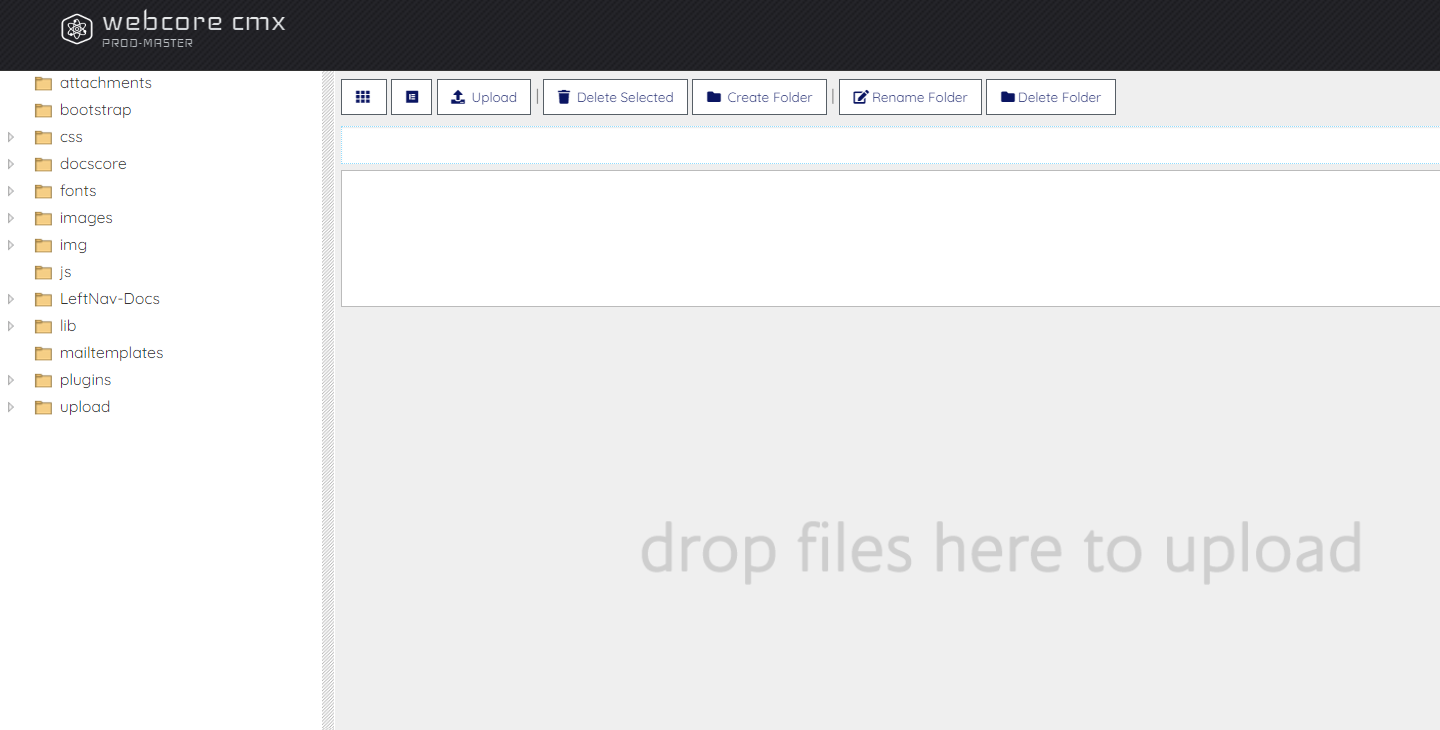 webcore cmx
PROD-MASTER
attachments
bootstrap
css
docscore
fonts
images
img
js
LeftNav-Docs
lib
mailtemplates
plugins
upload
Upload | Delete Selected Create Folder | Rename Folder Delete Folder
drop files here to upload